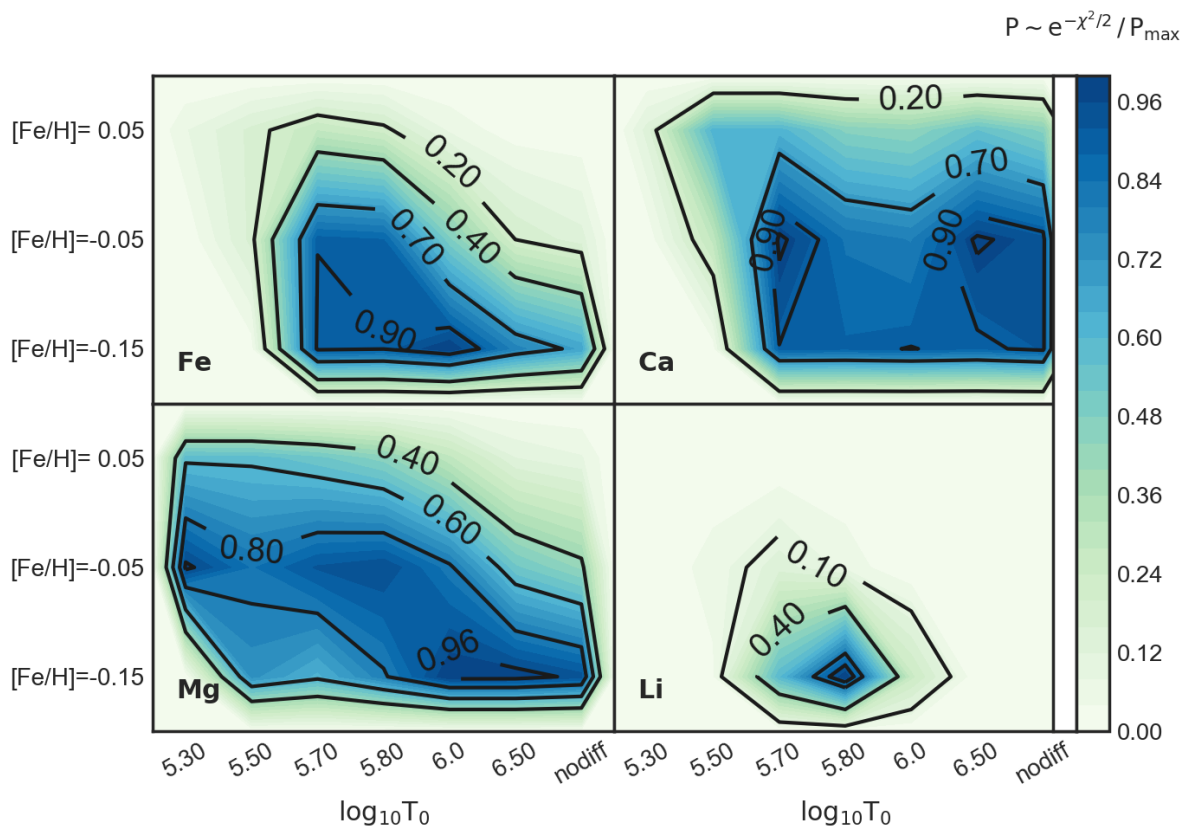 P ~ e^{-χ²/2} / P_max
[Fe/H]= 0.05
[Fe/H]=-0.05
[Fe/H]=-0.15
0.20
0.40
0.70
0.90
Fe
0.20
0.70
0.90
0.90
Ca
0.96
0.84
0.72
0.60
0.48
0.36
0.24
0.12
0.00
[Fe/H]= 0.05
[Fe/H]=-0.05
[Fe/H]=-0.15
0.40
0.60
0.80
0.96
Mg
0.10
0.40
Li
5.30 5.50 5.70 5.80 6.0 6.50 nodiff
5.30 5.50 5.70 5.80 6.0 6.50 nodiff
log₁₀T₀
log₁₀T₀